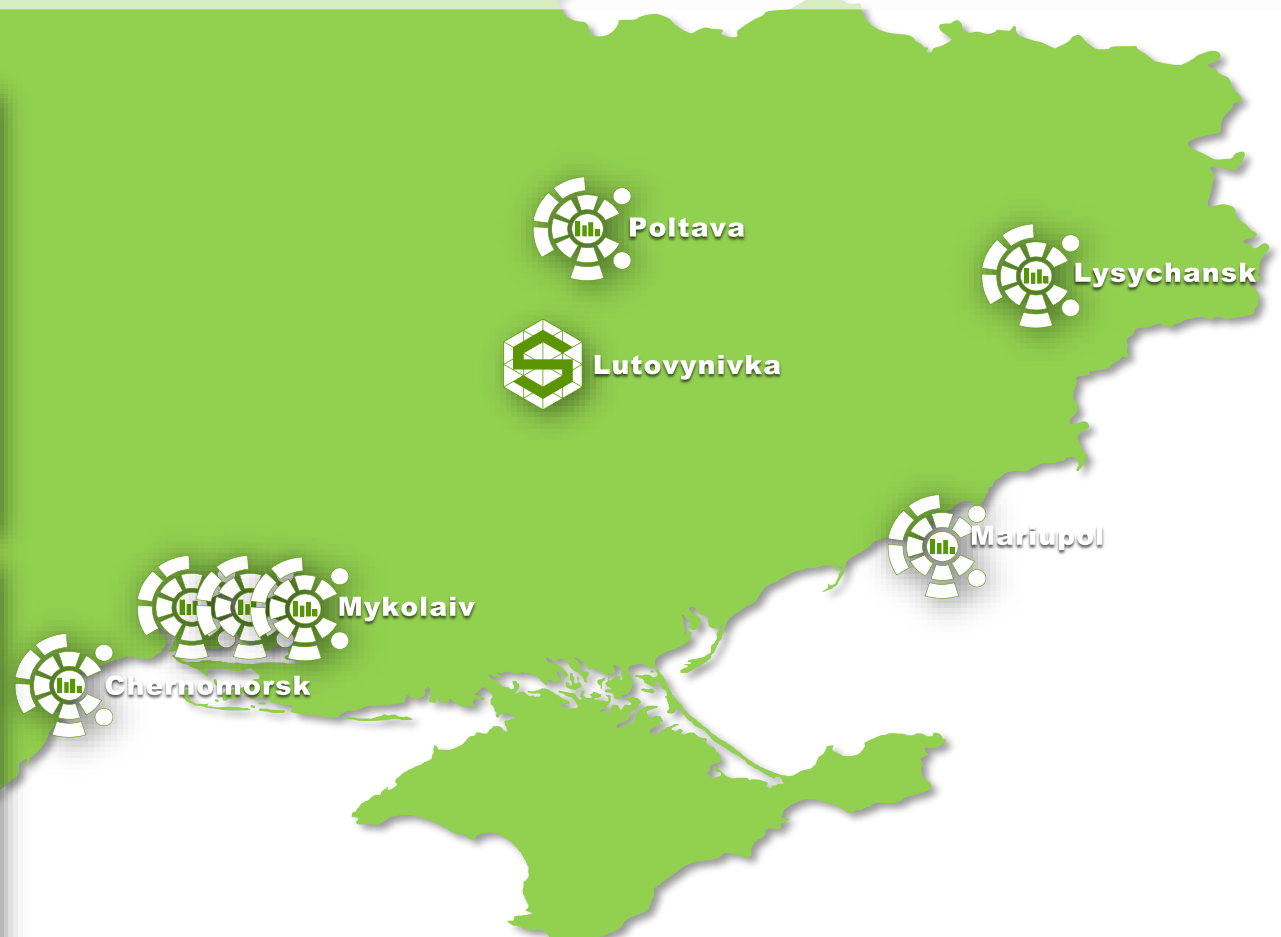 Poltava
Lysychansk
Lutovynivka
Mariupol
Mykolaiv
Chernomorsk